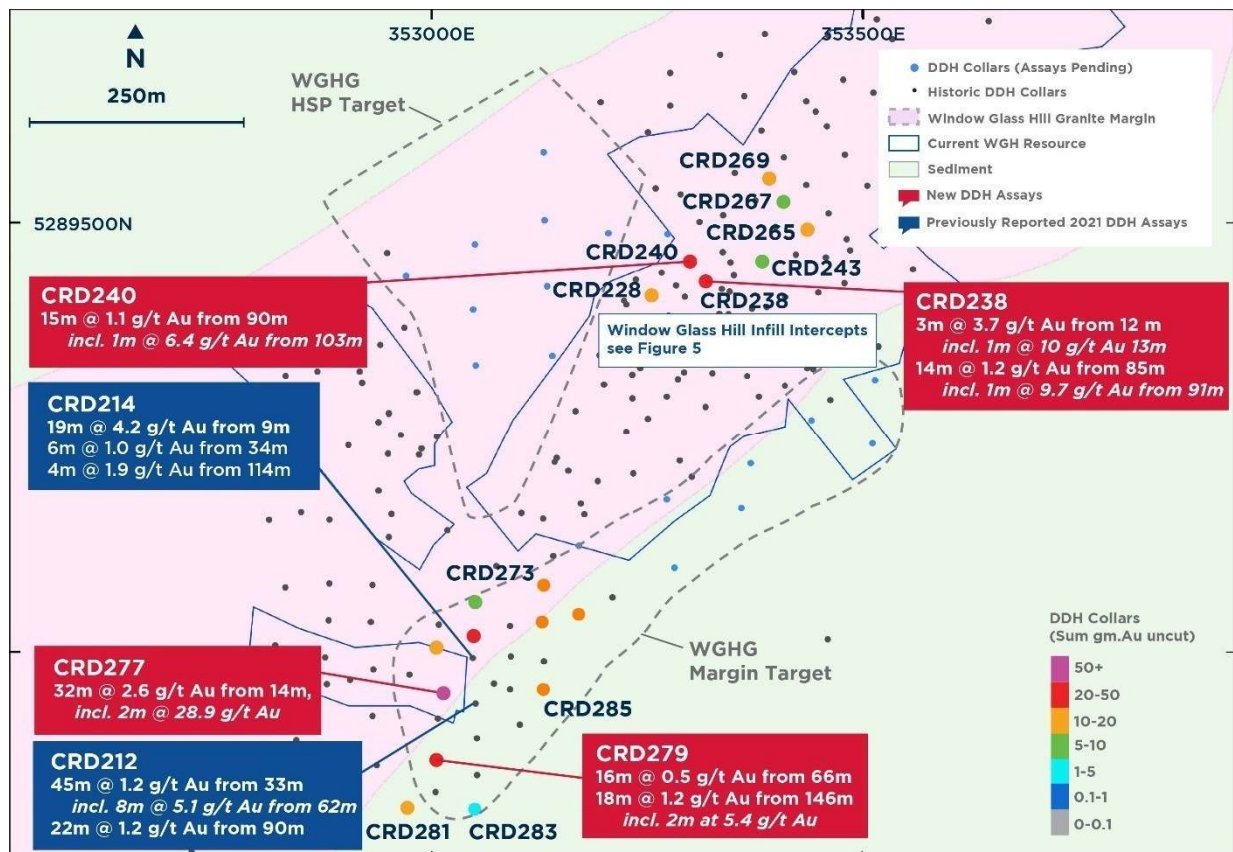 353000E
353500E
N
250m
WGHG
HSP Target
DDH Collars (Assays Pending)
Historic DDH Collars
Window Glass Hill Granite Margin
Current WGH Resource
Sediment
New DDH Assays
Previously Reported 2021 DDH Assays
5289500N
CRD269
CRD267
CRD265
CRD240
CRD243
CRD228
CRD238
CRD240
15m @ 1.1 g/t Au from 90m
incl. 1m @ 6.4 g/t Au from 103m
CRD238
3m @ 3.7 g/t Au from 12 m
incl. 1m @ 10 g/t Au 13m
14m @ 1.2 g/t Au from 85m
incl. 1m @ 9.7 g/t Au from 91m
Window Glass Hill Infill Intercepts
see Figure 5
CRD214
19m @ 4.2 g/t Au from 9m
6m @ 1.0 g/t Au from 34m
4m @ 1.9 g/t Au from 114m
CRD273
CRD277
32m @ 2.6 g/t Au from 14m,
incl. 2m @ 28.9 g/t Au
WGHG
Margin Target
CRD285
CRD212
45m @ 1.2 g/t Au from 33m
incl. 8m @ 5.1 g/t Au from 62m
22m @ 1.2 g/t Au from 90m
CRD279
16m @ 0.5 g/t Au from 66m
18m @ 1.2 g/t Au from 146m
incl. 2m at 5.4 g/t Au
CRD281
CRD283
DDH Collars
(Sum gm.Au uncut)
50+
20-50
10-20
5-10
1-5
0.1-1
0-0.1